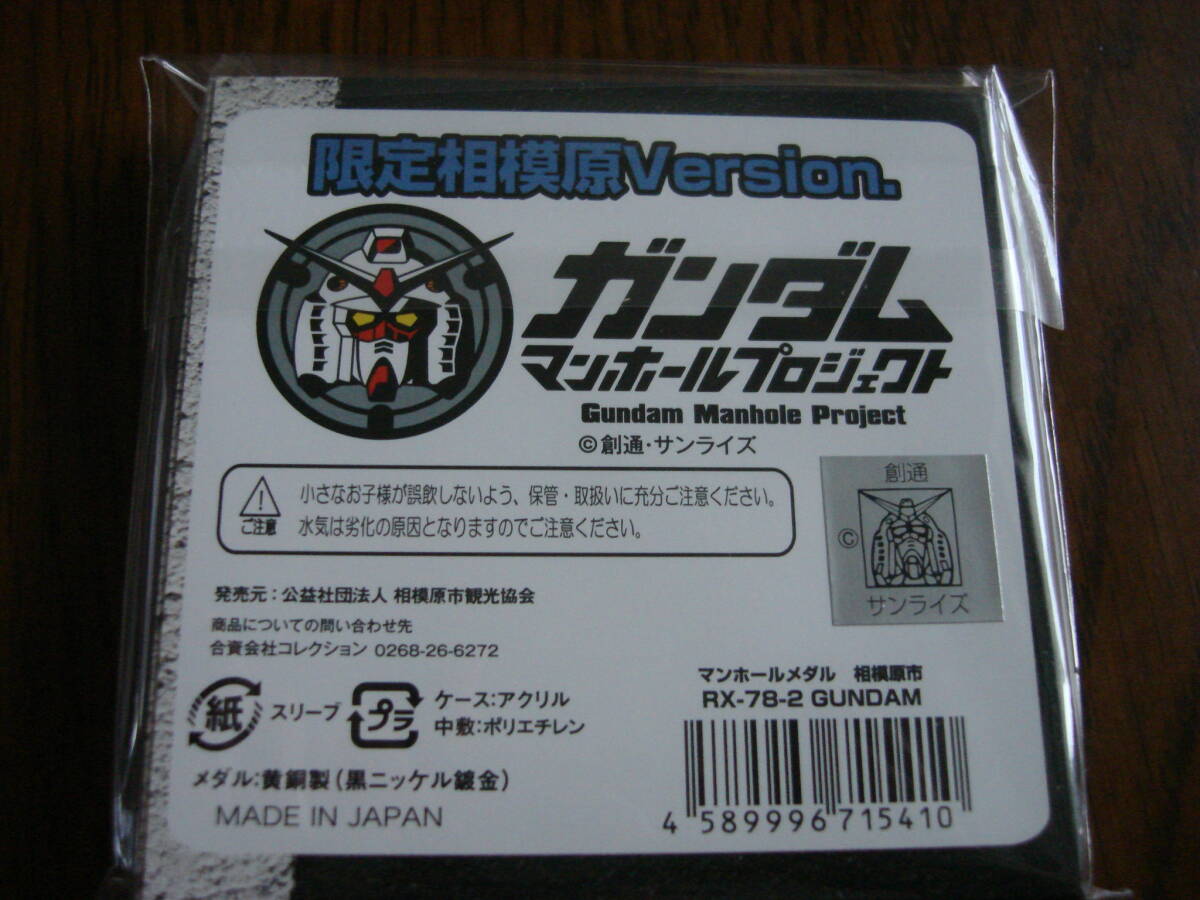 限定相模原Version.
ガンダム
マンホールプロジェクト
Gundam Manhole Project
©創通・サンライズ
ご注意
小さなお子様が誤飲しないよう、保管・取扱いに充分ご注意ください。
水気は劣化の原因となりますのでご注意ください。
創通
©
サンライズ
発売元：公益社団法人 相模原市観光協会
商品についての問い合わせ先
合資会社コレクション 0268-26-6272
紙 スリーブ
プラ ケース：アクリル
中敷：ポリエチレン
メダル：黄銅製（黒ニッケル鍍金）
MADE IN JAPAN
マンホールメダル 相模原市
RX-78-2 GUNDAM
4 589996 715410